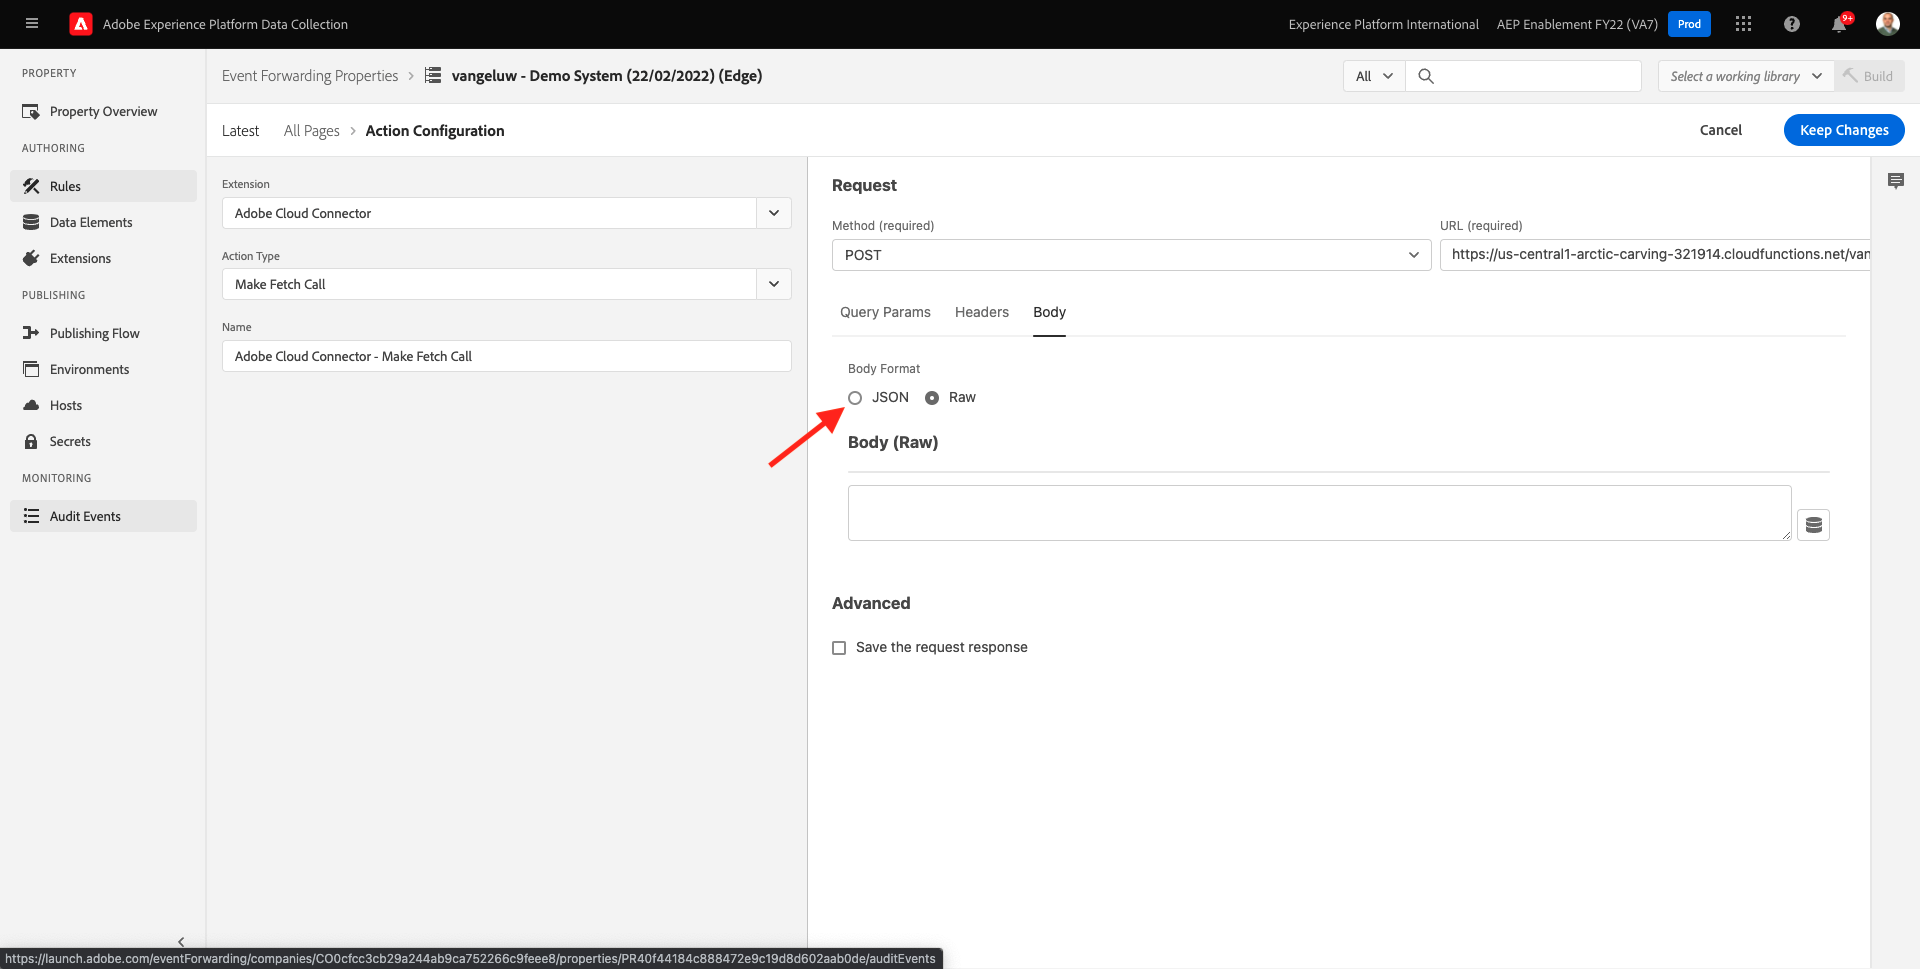 Adobe Experience Platform Data Collection
Experience Platform International
AEP Enablement FY22 (VA7)
Prod
9+
PROPERTY
Property Overview
AUTHORING
Rules
Data Elements
Extensions
PUBLISHING
Publishing Flow
Environments
Hosts
Secrets
MONITORING
Audit Events
Event Forwarding Properties
vangeluw - Demo System (22/02/2022) (Edge)
All
Select a working library
Build
Latest
All Pages
Action Configuration
Cancel
Keep Changes
Extension
Adobe Cloud Connector
Action Type
Make Fetch Call
Name
Adobe Cloud Connector - Make Fetch Call
Request
Method (required)
POST
URL (required)
https://us-central1-arctic-carving-321914.cloudfunctions.net/van
Query Params
Headers
Body
Body Format
JSON
Raw
Body (Raw)
Advanced
Save the request response
https://launch.adobe.com/eventForwarding/companies/CO0cfcc3cb29a244ab9ca752266c9feee8/properties/PR40f44184c888472e9c19d8d602aab0de/auditEvents